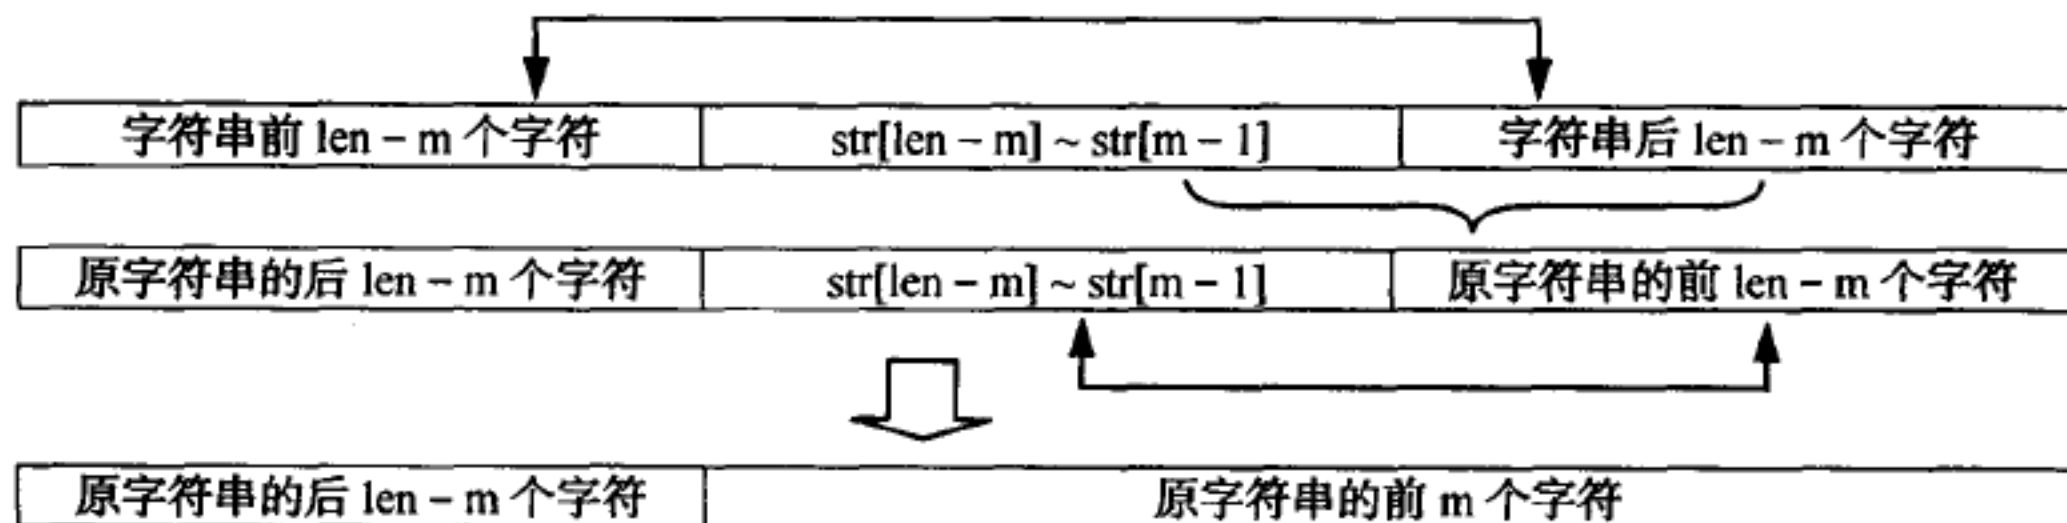 字符串前 len – m 个字符 str[len – m] ~ str[m – 1] 字符串后 len – m 个字符
原字符串的后 len – m 个字符 str[len – m] ~ str[m – 1] 原字符串的前 len – m 个字符
原字符串的后 len – m 个字符 原字符串的前 m 个字符